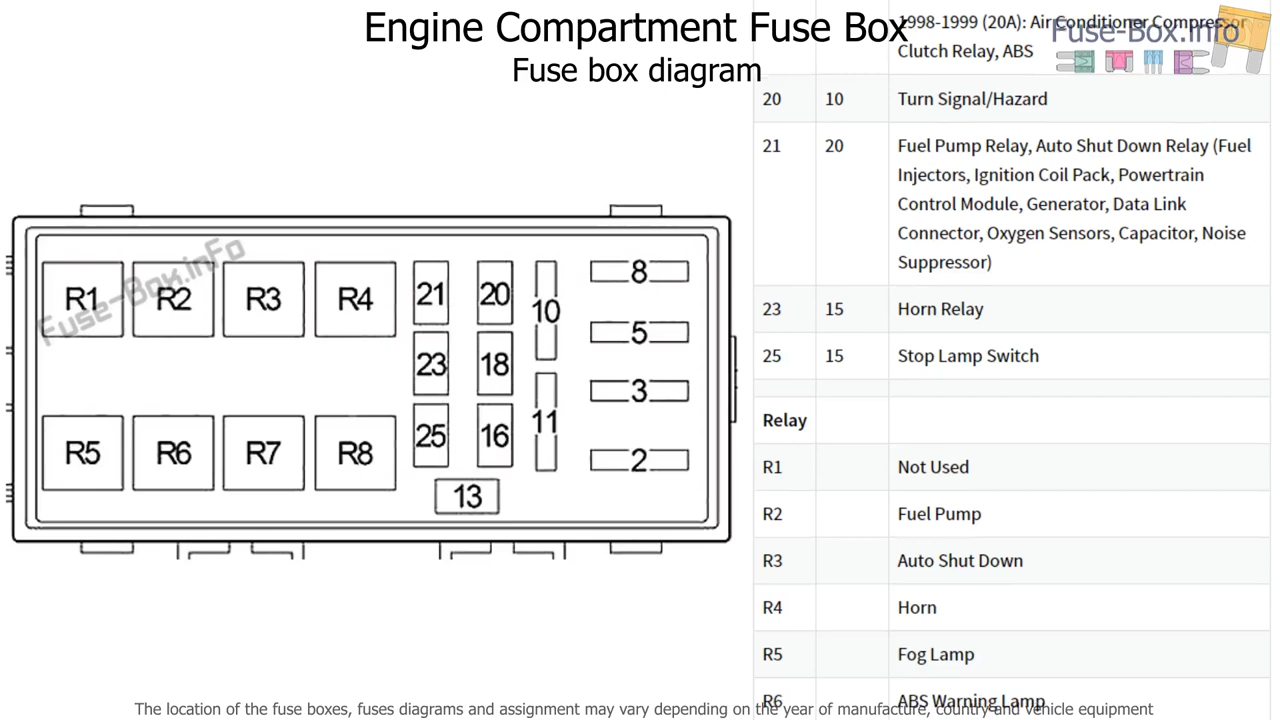 Engine Compartment Fuse Box
Fuse box diagram
Fuse-Box.info
1998-1999 (20A): Air Conditioner Compressor
Clutch Relay, ABS
20 10 Turn Signal/Hazard
21 20 Fuel Pump Relay, Auto Shut Down Relay (Fuel
Injectors, Ignition Coil Pack, Powertrain
Control Module, Generator, Data Link
Connector, Oxygen Sensors, Capacitor, Noise
Suppressor)
23 15 Horn Relay
25 15 Stop Lamp Switch
Relay
R1 Not Used
R2 Fuel Pump
R3 Auto Shut Down
R4 Horn
R5 Fog Lamp
R6 ABS Warning Lamp
Fuse-Box.inFo
R1 R2 R3 R4 21 20 10 8
5
23 18
3
R5 R6 R7 R8 25 16 11 2
13
The location of the fuse boxes, fuses diagrams and assignment may vary depending on the year of manufacture, country and vehicle equipment